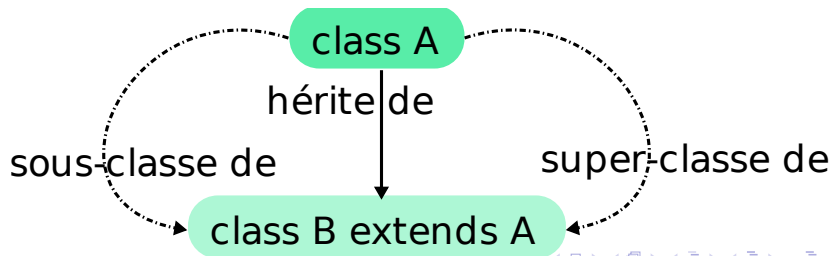 class A
hérite de
sous-classe de
super-classe de
class B extends A